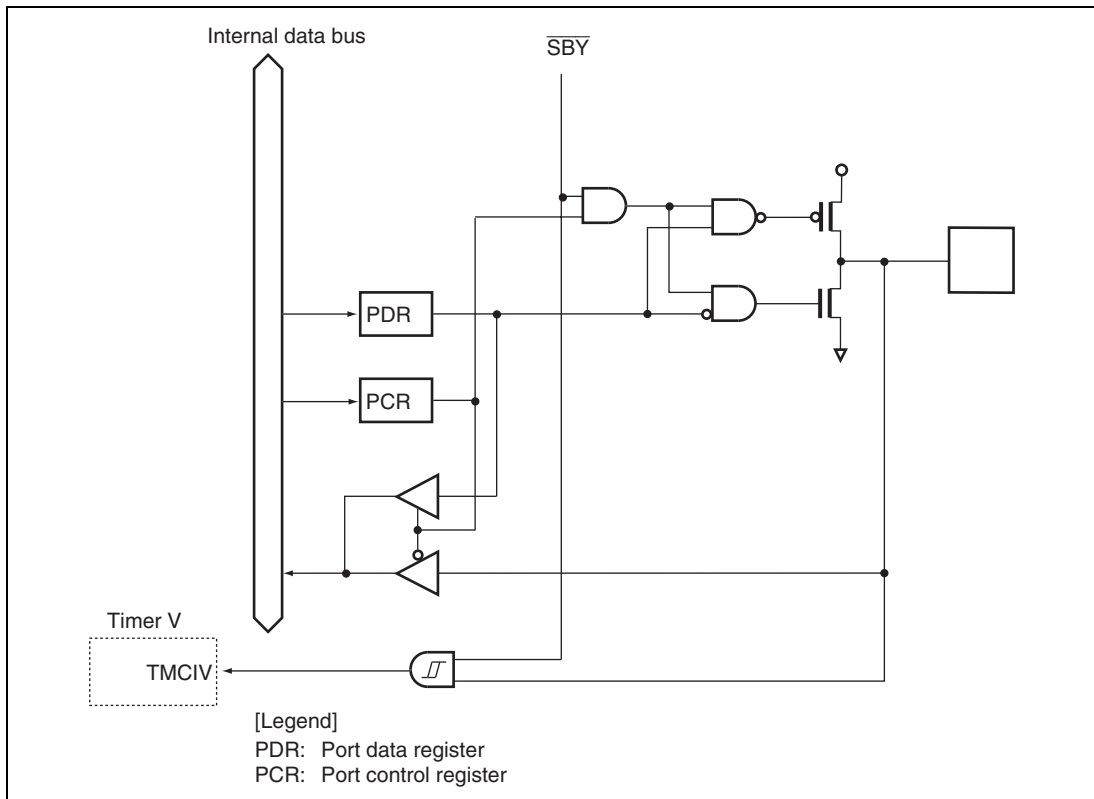 Internal data bus
SBY
PDR
PCR
Timer V
TMCIV
[Legend]
PDR: Port data register
PCR: Port control register